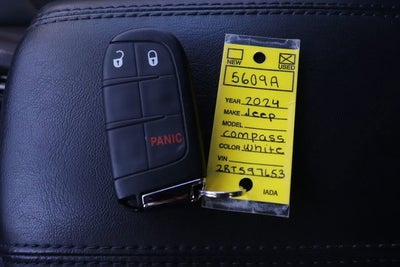 PANIC
NEW USED
5609A
YEAR 2024
MAKE Jeep
MODEL
compass
COLOR White
VIN
2RT597653
IADA